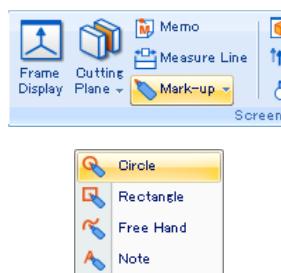 Memo
Measure Line
Frame Display
Cutting Plane
Mark-up
Screen
Circle
Rectangle
Free Hand
Note